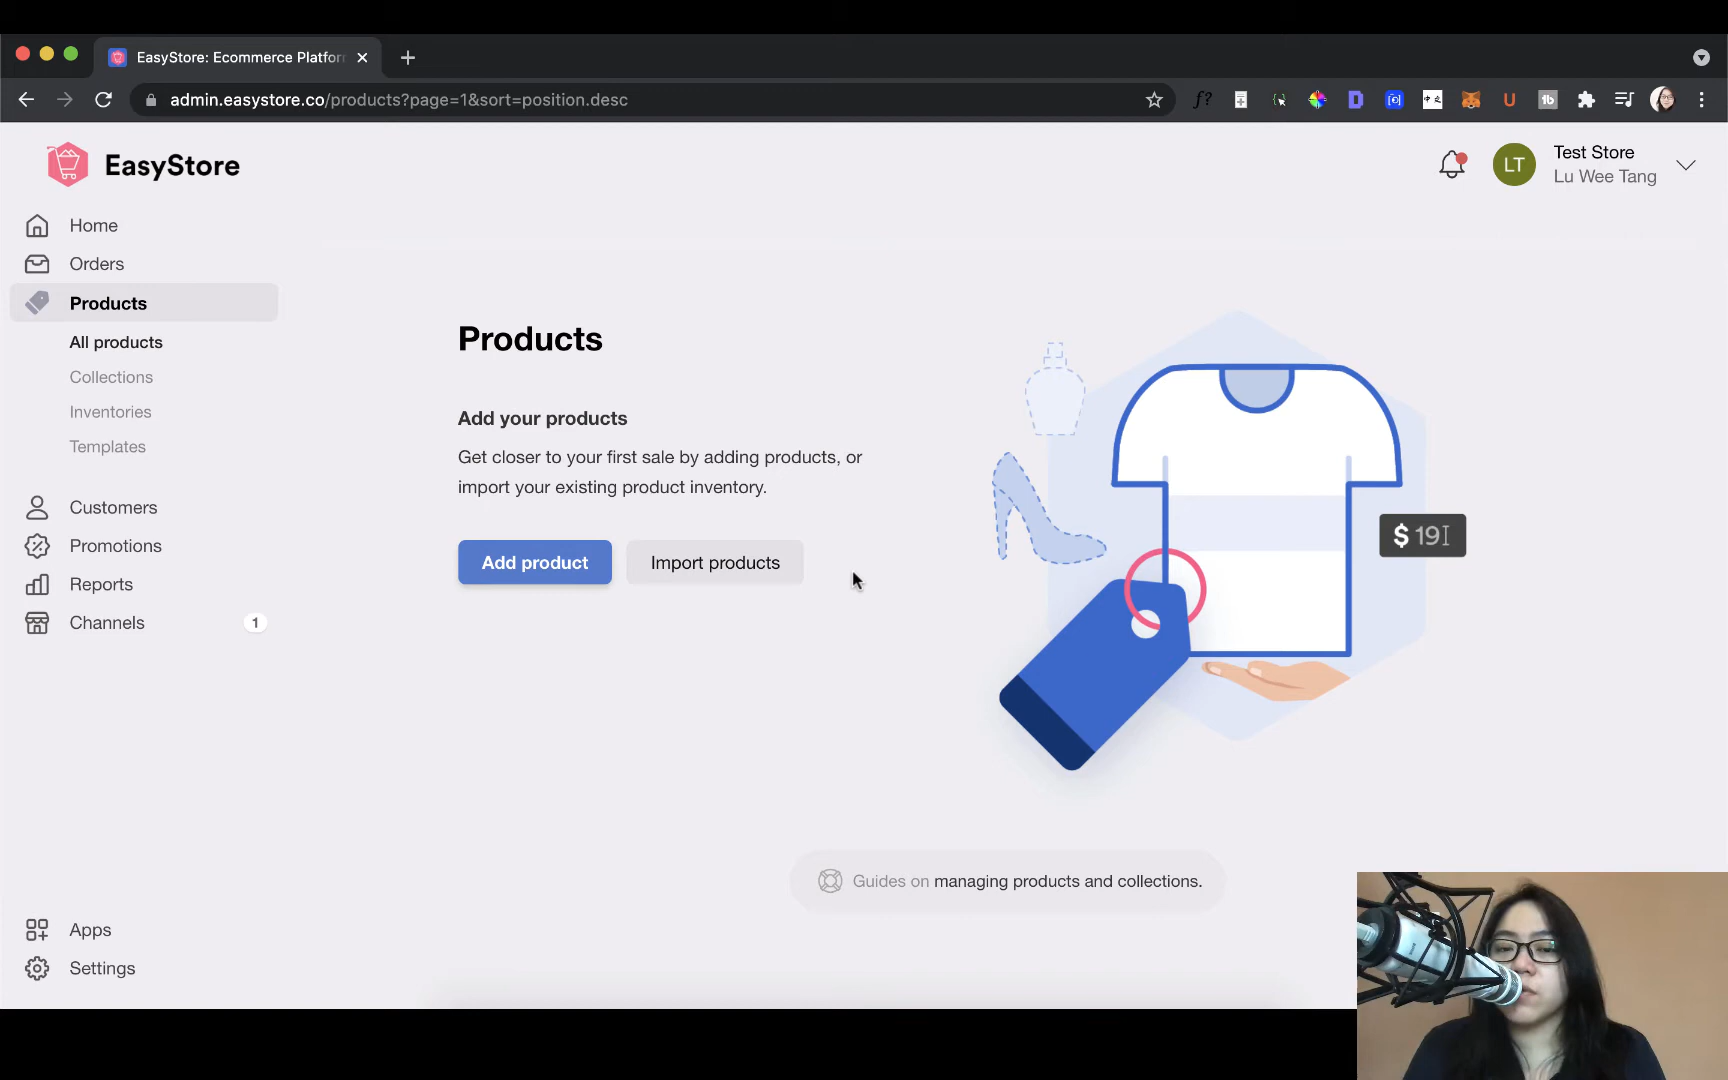 EasyStore: Ecommerce Platfor
admin.easystore.co/products?page=1&sort=position.desc
EasyStore
LT
Test Store
Lu Wee Tang
Home
Orders
Products
All products
Collections
Inventories
Templates
Customers
Promotions
Reports
Channels
1
Apps
Settings
Products
Add your products
Get closer to your first sale by adding products, or
import your existing product inventory.
Add product
Import products
$ 19
Guides on managing products and collections.